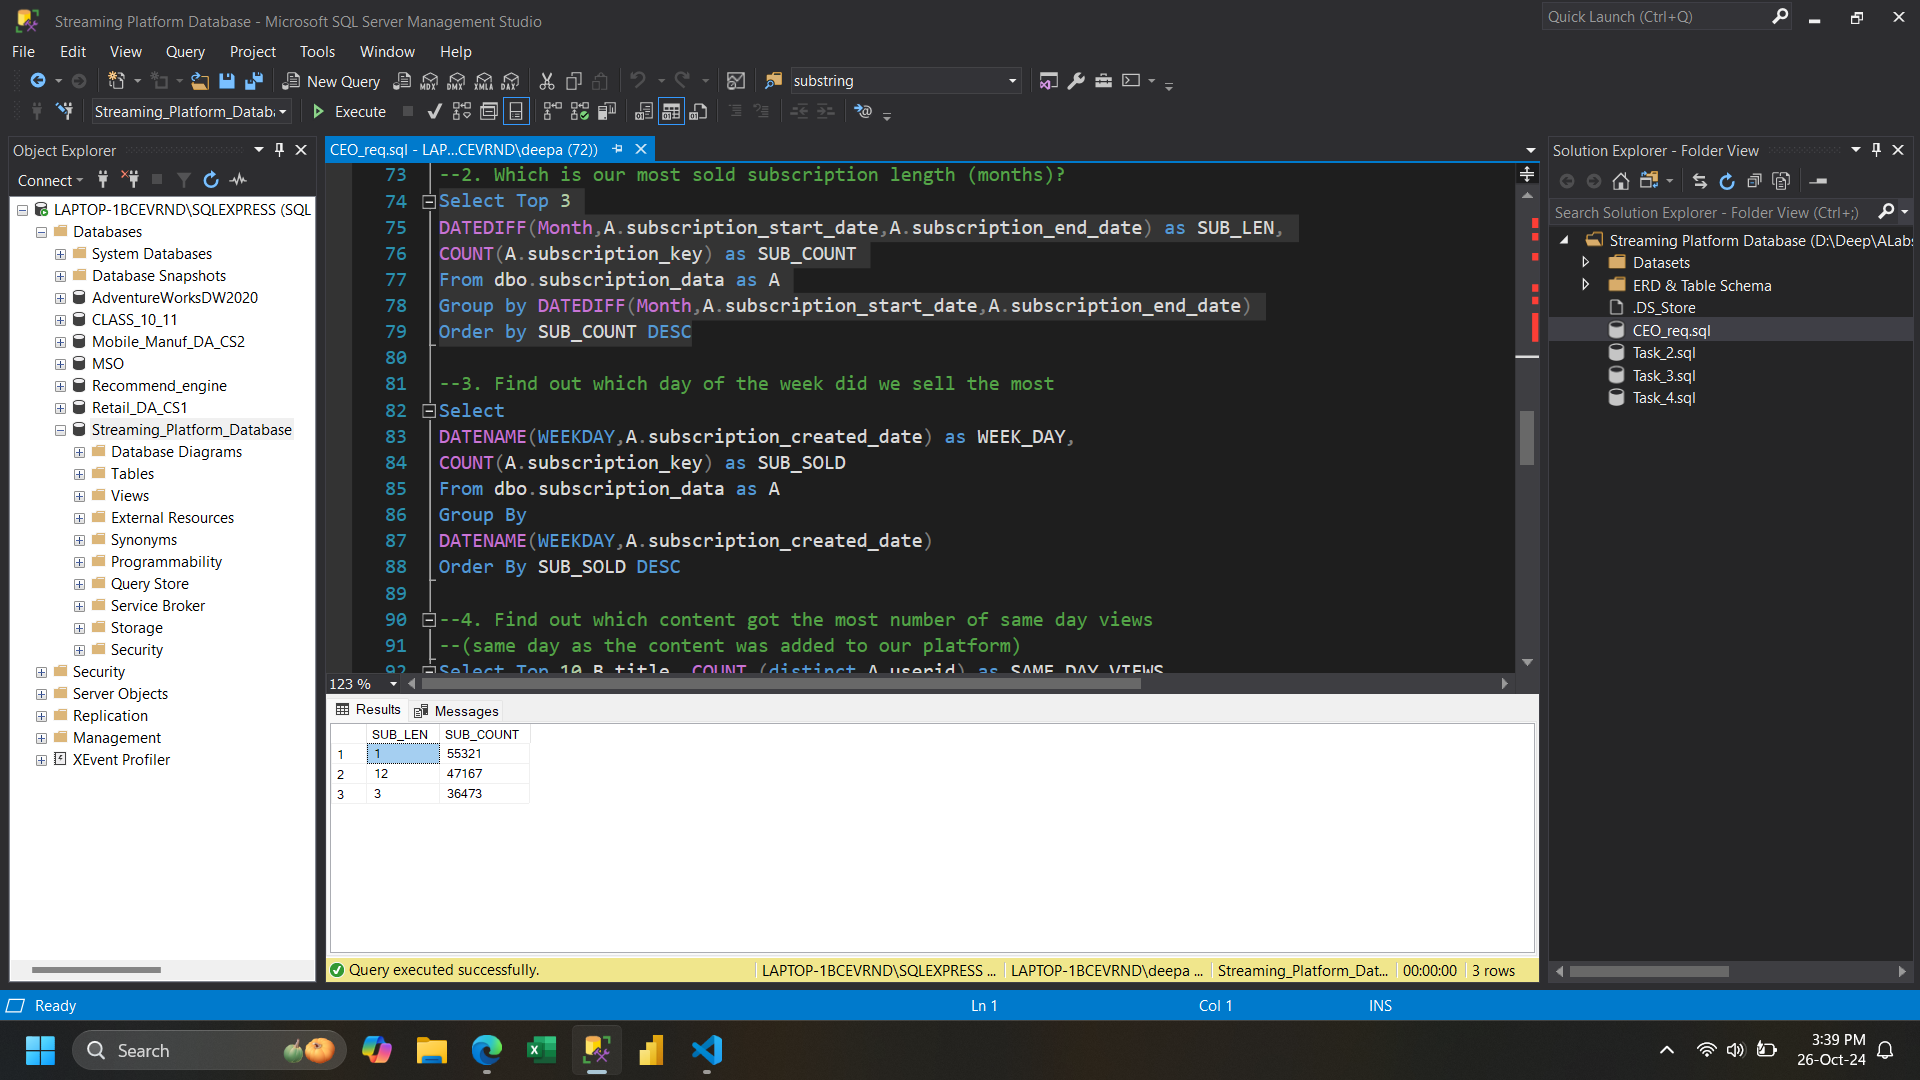 Streaming Platform Database - Microsoft SQL Server Management Studio
Quick Launch (Ctrl+Q)
File Edit View Query Project Tools Window Help
New Query
MDX DMX XMLA DAX
substring
Streaming_Platform_Datab
Execute
Object Explorer
Connect
LAPTOP-1BCEVRND\SQLEXPRESS (SQL
Databases
System Databases
Database Snapshots
AdventureWorksDW2020
CLASS_10_11
Mobile_Manuf_DA_CS2
MSO
Recommend_engine
Retail_DA_CS1
Streaming_Platform_Database
Database Diagrams
Tables
Views
External Resources
Synonyms
Programmability
Query Store
Service Broker
Storage
Security
Security
Server Objects
Replication
Management
XEvent Profiler
CEO_req.sql - LAP...CEVRND\deepa (72))
73 --2. Which is our most sold subscription length (months)?
74 Select Top 3
75 DATEDIFF(Month,A.subscription_start_date,A.subscription_end_date) as SUB_LEN,
76 COUNT(A.subscription_key) as SUB_COUNT
77 From dbo.subscription_data as A
78 Group by DATEDIFF(Month,A.subscription_start_date,A.subscription_end_date)
79 Order by SUB_COUNT DESC
80
81 --3. Find out which day of the week did we sell the most
82 Select
83 DATENAME(WEEKDAY,A.subscription_created_date) as WEEK_DAY,
84 COUNT(A.subscription_key) as SUB_SOLD
85 From dbo.subscription_data as A
86 Group By
87 DATENAME(WEEKDAY,A.subscription_created_date)
88 Order By SUB_SOLD DESC
89
90 --4. Find out which content got the most number of same day views
91 --(same day as the content was added to our platform)
92 Select Top 10 B.title, COUNT (distinct A.userid) as SAME_DAY_VIEWS
123 %
Results Messages
SUB_LEN SUB_COUNT
1 1 55321
2 12 47167
3 3 36473
Query executed successfully.
LAPTOP-1BCEVRND\SQLEXPRESS ... LAPTOP-1BCEVRND\deepa ... Streaming_Platform_Dat... 00:00:00 3 rows
Solution Explorer - Folder View
Search Solution Explorer - Folder View (Ctrl+;)
Streaming Platform Database (D:\Deep\ALabs
Datasets
ERD & Table Schema
.DS_Store
CEO_req.sql
Task_2.sql
Task_3.sql
Task_4.sql
Ready
Ln 1
Col 1
INS
Search
3:39 PM
26-Oct-24